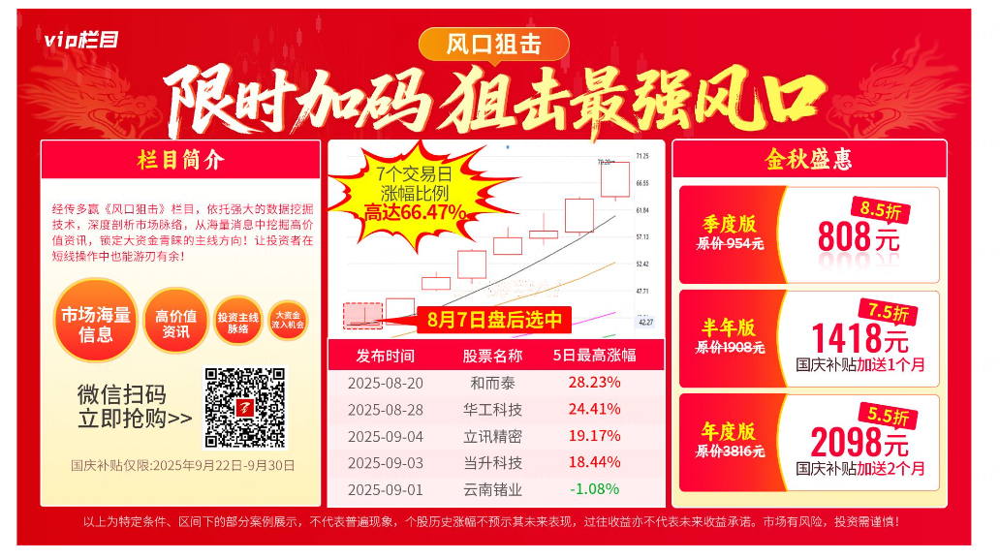 vip栏目
风口狙击
限时加码 狙击最强风口
栏目简介
经传多赢《风口狙击》栏目，依托强大的数据挖掘
技术，深度剖析市场脉络，从海量消息中挖掘高价
值资讯，锁定大资金青睐的主线方向！让投资者在
短线操作中也能游刃有余！
市场海量
信息
高价值
资讯
投资主线
脉络
大资金
流入机会
微信扫码
立即抢购>>
国庆补贴仅限:2025年9月22日-9月30日
7个交易日
涨幅比例
高达66.47%
70.20
71.25
66.55
61.84
57.13
52.42
47.71
42.27
8月7日盘后选中
发布时间 股票名称 5日最高涨幅
2025-08-20 和而泰 28.23%
2025-08-28 华工科技 24.41%
2025-09-04 立讯精密 19.17%
2025-09-03 当升科技 18.44%
2025-09-01 云南锗业 -1.08%
金秋盛惠
季度版
原价 954元
8.5折
808元
半年版
原价1908元
7.5折
1418元
国庆补贴加送1个月
年度版
原价3816元
5.5折
2098元
国庆补贴加送2个月
以上为特定条件、区间下的部分案例展示，不代表普遍现象，个股历史涨幅不预示其未来表现，过往收益亦不代表未来收益承诺。市场有风险，投资需谨慎！